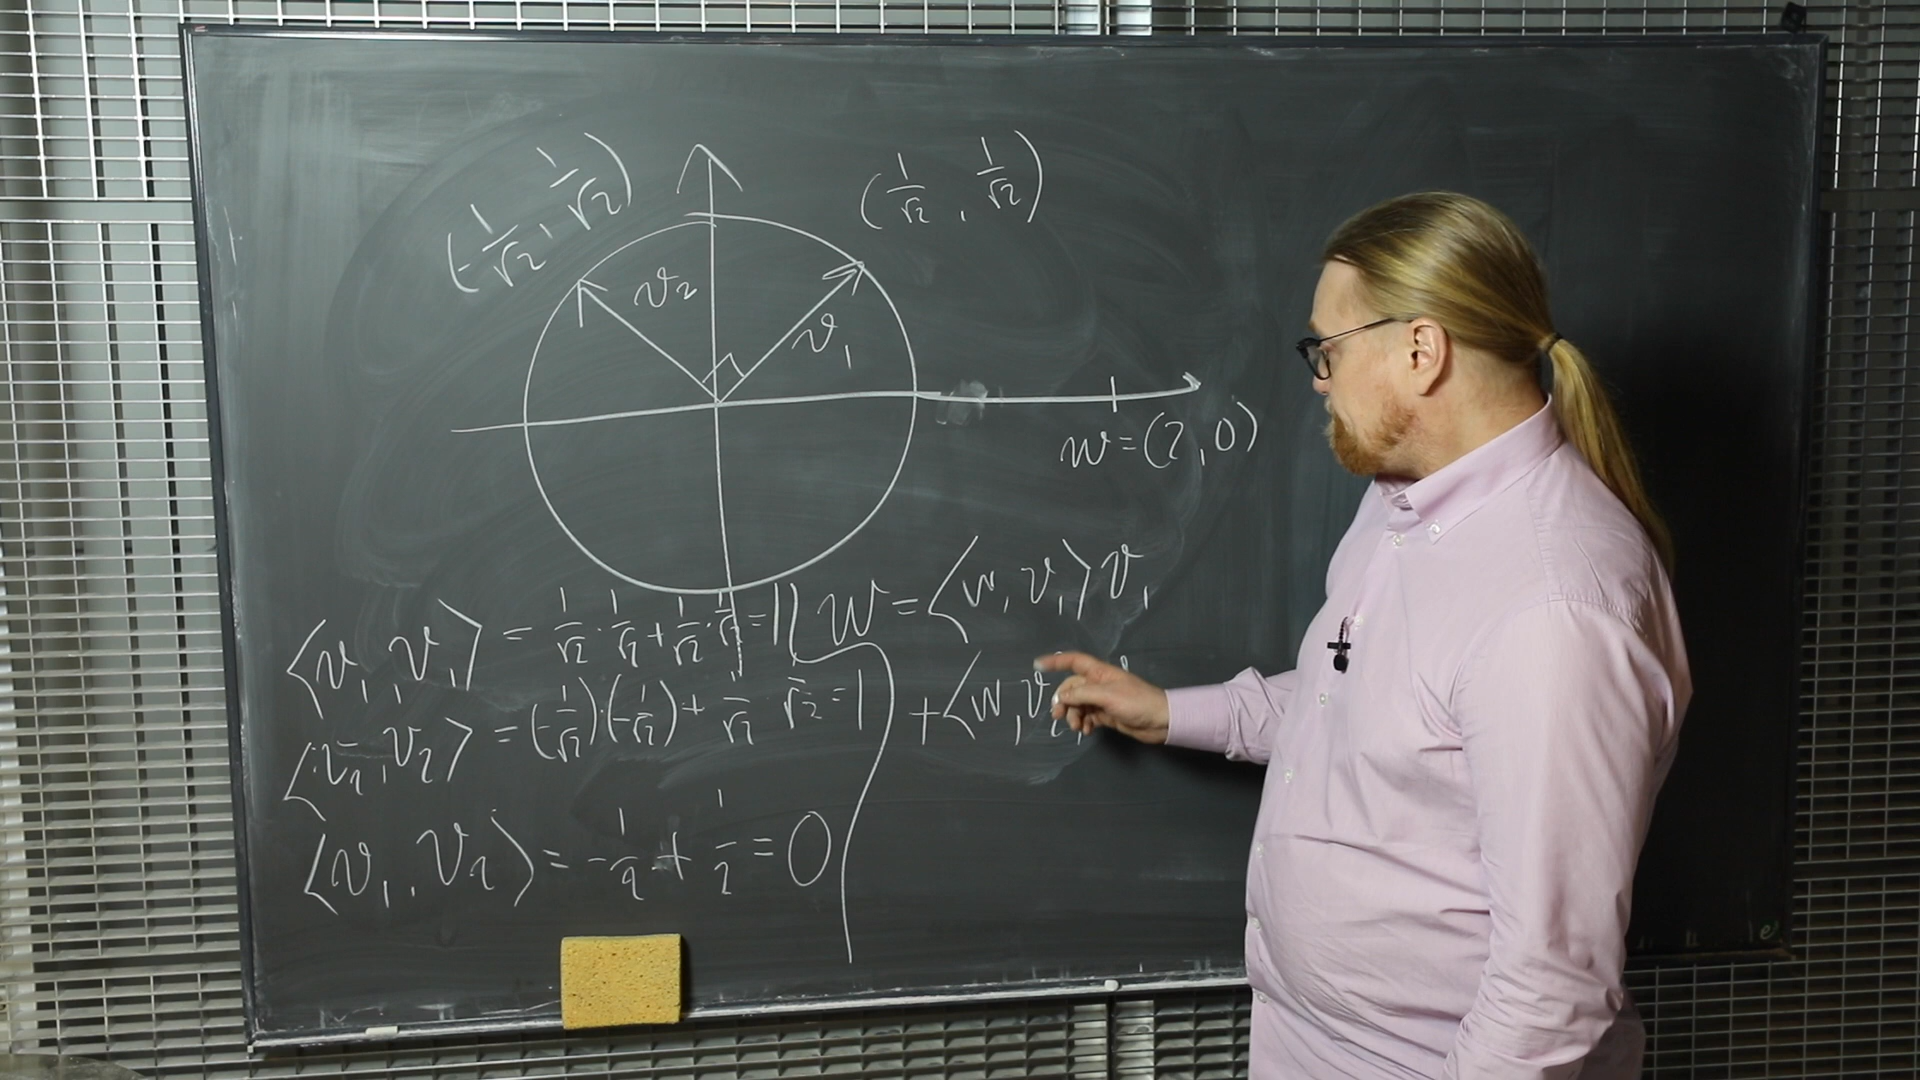 (-1/√2, 1/√2)
(1/√2, 1/√2)
v₂
v₁
w=(2,0)
⟨v₁,v₁⟩ = 1/√2·1/√2+1/√2·1/√2=1
⟨v₂,v₂⟩ = (-1/√2)·(-1/√2)+1/√2·1/√2=1
⟨v₁,v₂⟩ = -1/2+1/2=0
w=⟨w,v₁⟩v₁
+⟨w,v₂